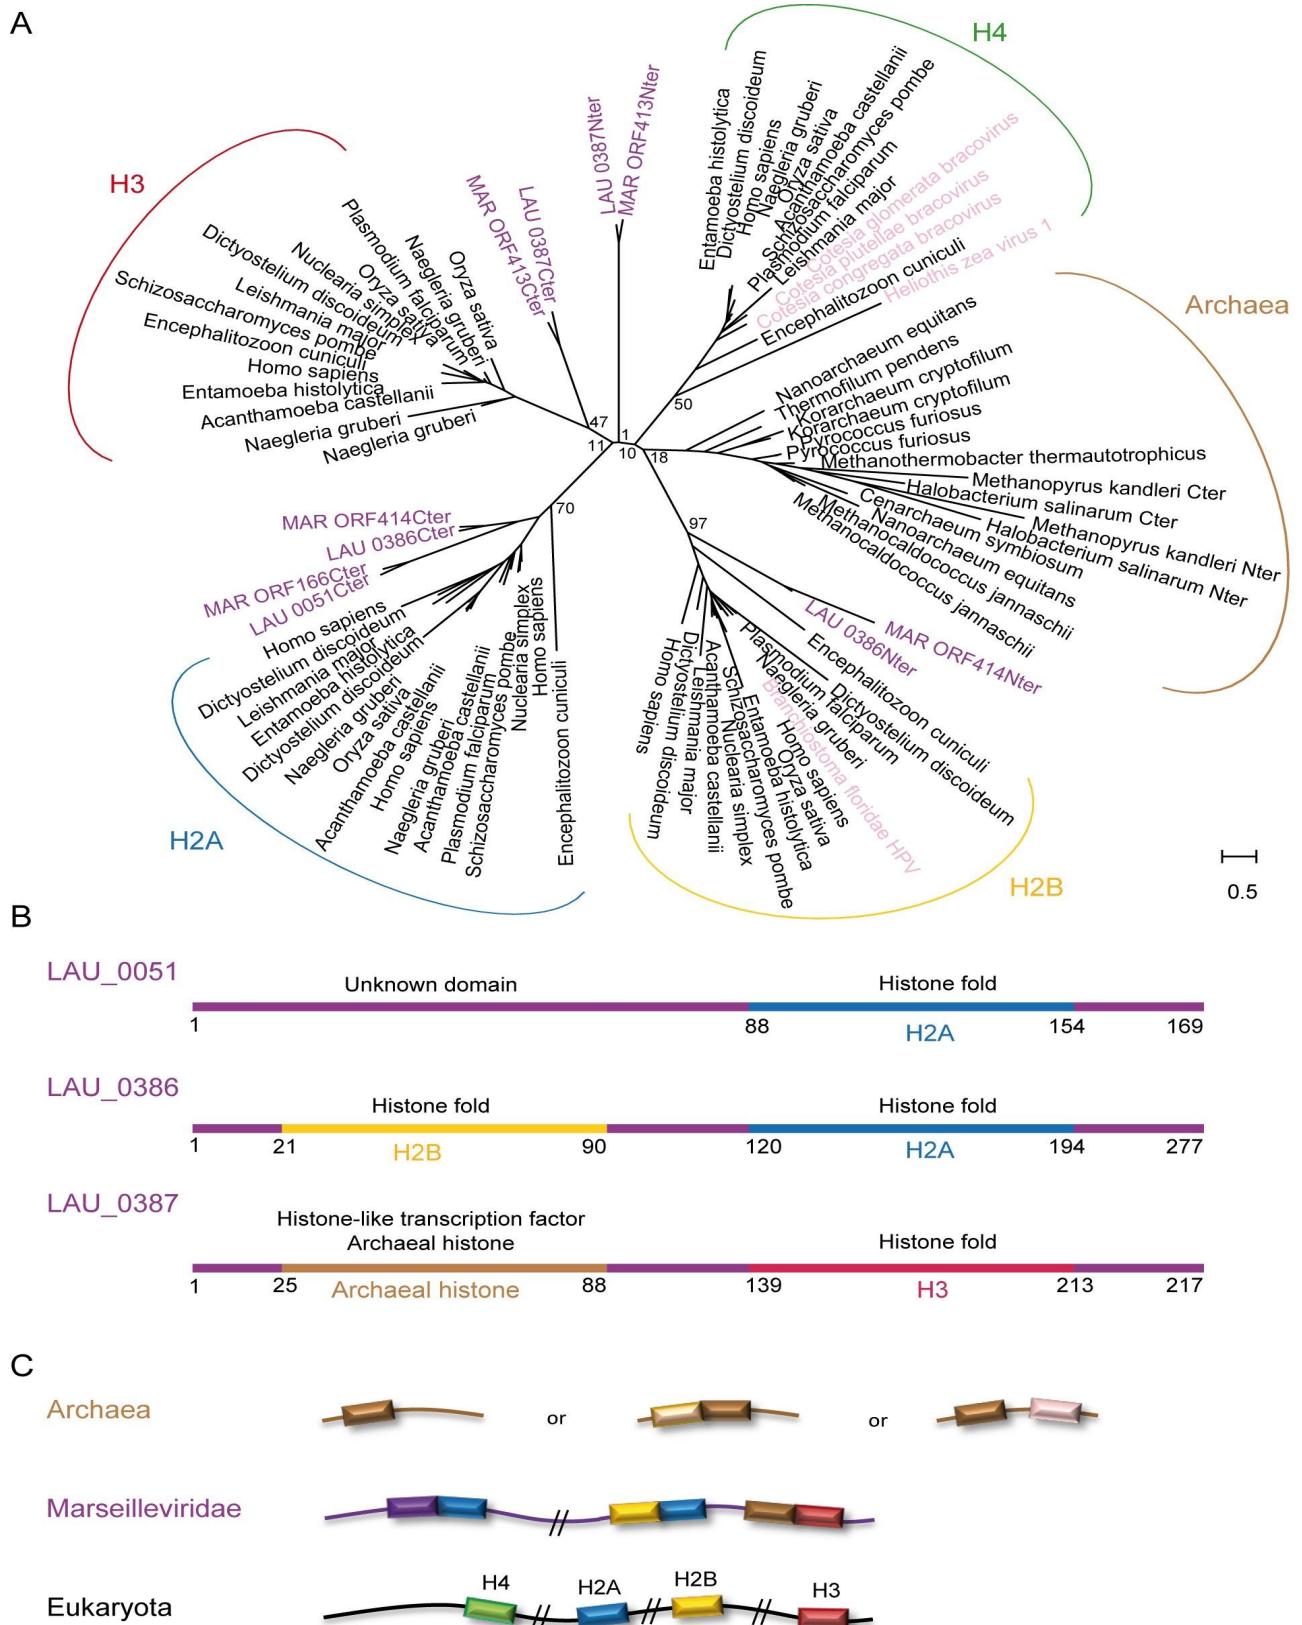 A
H4
H3
Archaea
H2A
H2B
LAU 0387Nter
MAR ORF413Nter
MAR ORF413Cter
LAU 0387Cter
Entamoeba histolytica
Dictyostelium discoideum
Homo sapiens
Naegleria gruberi
Oryza sativa
Acanthamoeba castellanii
Schizosaccharomyces pombe
Plasmodium falciparum
Leishmania major
Cotesia glomerata bracovirus
Cotesia plutellae bracovirus
Cotesia congregata bracovirus
Encephalitozoon cuniculi
Heliothis zea virus 1
Nanoarchaeum equitans
Thermofilum pendens
Korarchaeum cryptofilum
Korarchaeum cryptofilum
Pyrococcus furiosus
Pyrococcus furiosus
Methanothermobacter thermautotrophicus
Methanopyrus kandleri Cter
Halobacterium salinarum Cter
Methanopyrus kandleri Nter
Halobacterium salinarum Nter
Cenarchaeum symbiosum
Nanoarchaeum equitans
Methanocaldococcus jannaschii
Methanocaldococcus jannaschii
MAR ORF414Nter
LAU 0386Nter
Encephalitozoon cuniculi
Dictyostelium discoideum
Plasmodium falciparum
Naegleria gruberi
Branchiostoma floridae HPV
Homo sapiens
Oryza sativa
Entamoeba histolytica
Schizosaccharomyces pombe
Nuclearia simplex
Acanthamoeba castellanii
Leishmania major
Dictyostelium discoideum
Homo sapiens
Encephalitozoon cuniculi
Homo sapiens
Nuclearia simplex
Schizosaccharomyces pombe
Plasmodium falciparum
Acanthamoeba castellanii
Naegleria gruberi
Homo sapiens
Acanthamoeba castellanii
Oryza sativa
Naegleria gruberi
Dictyostelium discoideum
Entamoeba histolytica
Leishmania major
Dictyostelium discoideum
Homo sapiens
LAU 0051Cter
MAR ORF166Cter
LAU 0386Cter
MAR ORF414Cter
Naegleria gruberi
Naegleria gruberi
Acanthamoeba castellanii
Entamoeba histolytica
Homo sapiens
Encephalitozoon cuniculi
Schizosaccharomyces pombe
Leishmania major
Dictyostelium discoideum
Nuclearia simplex
Oryza sativa
Plasmodium falciparum
Naegleria gruberi
Oryza sativa
50
47
1
11
10
18
70
97
0.5
B
LAU_0051
Unknown domain
Histone fold
1
88
H2A
154
169
LAU_0386
Histone fold
Histone fold
1
21
H2B
90
120
H2A
194
277
LAU_0387
Histone-like transcription factor
Archaeal histone
Histone fold
1
25
Archaeal histone
88
139
H3
213
217
C
Archaea
or
or
Marseilleviridae
Eukaryota
H4
H2A
H2B
H3